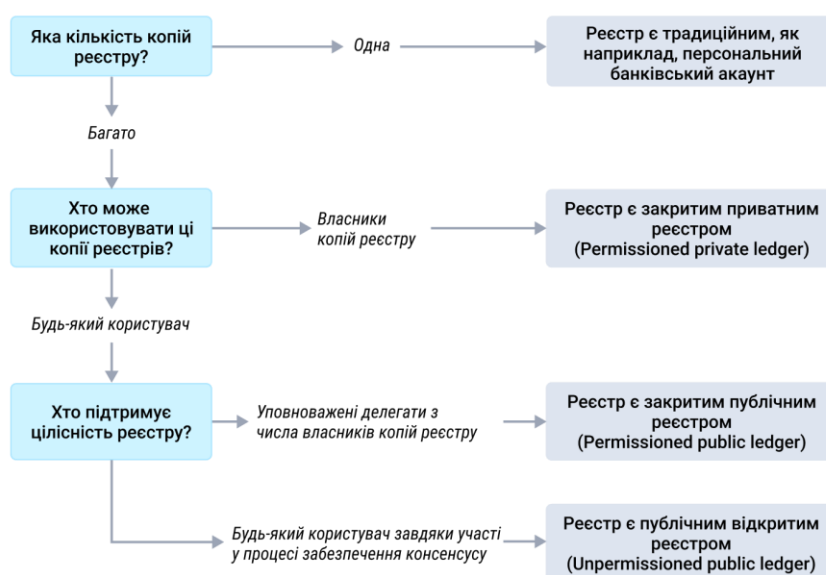 Яка кількість копій
реєстру?
Одна
Реєстр є традиційним, як
наприклад, персональний
банківський акаунт
Багато
Хто може
використовувати ці
копії реєстрів?
Власники
копій реєстру
Реєстр є закритим приватним
реєстром
(Permissioned private ledger)
Будь-який користувач
Хто підтримує
цілісність реєстру?
Уповноважені делегати з
числа власників копій реєстру
Реєстр є закритим публічним
реєстром
(Permissioned public ledger)
Будь-який користувач завдяки участі
у процесі забезпечення консенсусу
Реєстр є публічним відкритим
реєстром
(Unpermissioned public ledger)